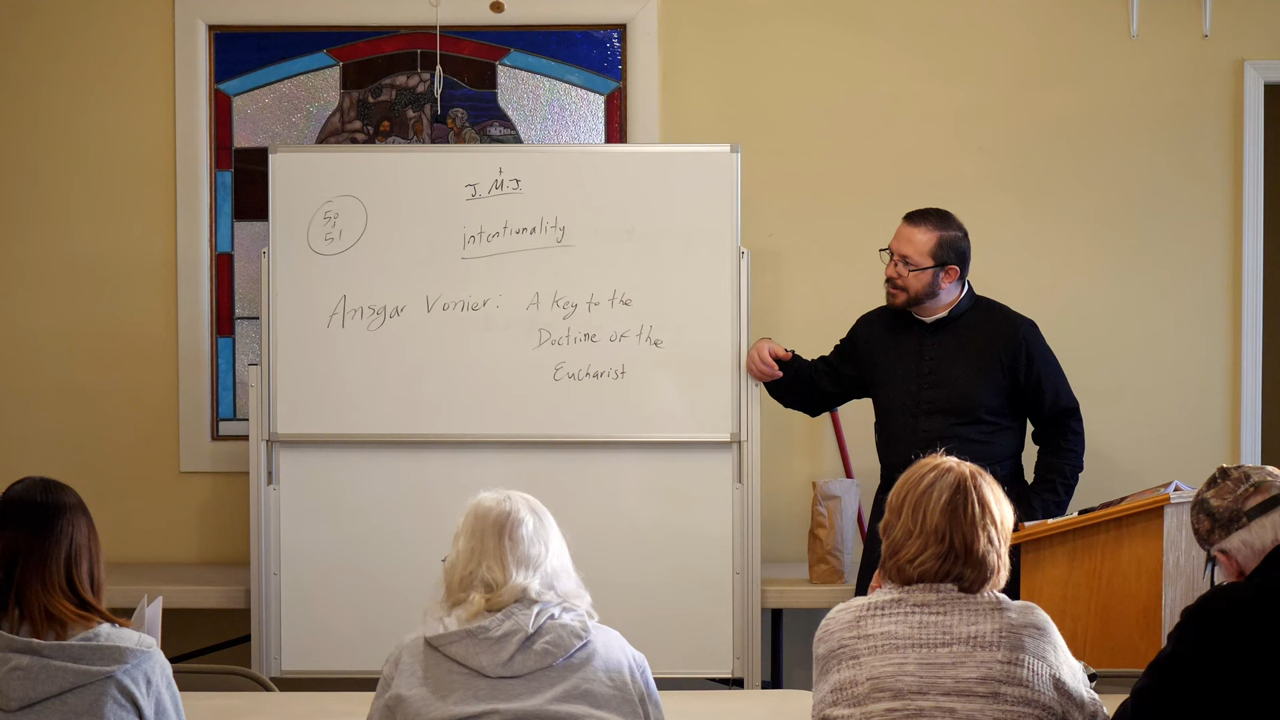 J.M.J.
50,
51
intentionality
Ansgar Vonier: A Key to the
Doctrine of the
Eucharist